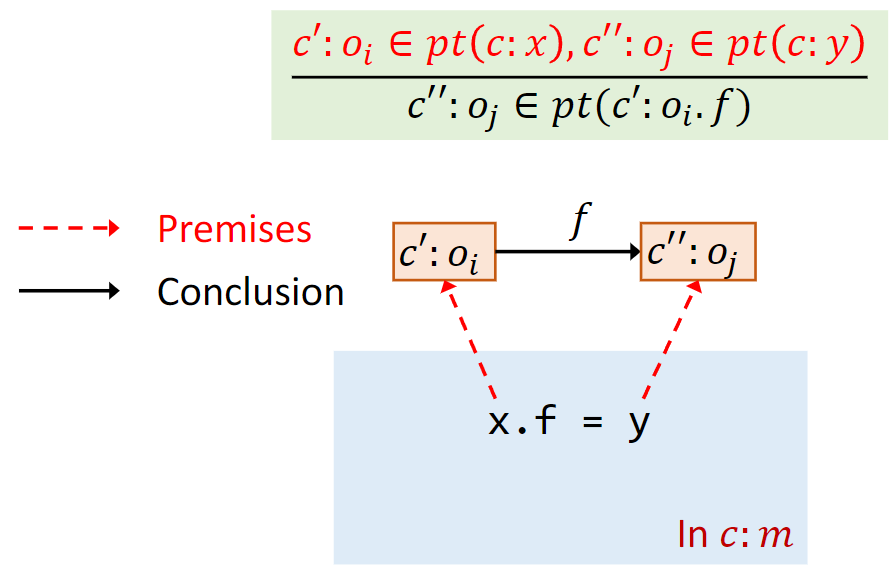 c′: oᵢ ∈ pt(c: x), c′′: oⱼ ∈ pt(c: y)
c′′: oⱼ ∈ pt(c′: oᵢ.f)
Premises
Conclusion
f
c′: oᵢ
c′′: oⱼ
x.f = y
In c: m